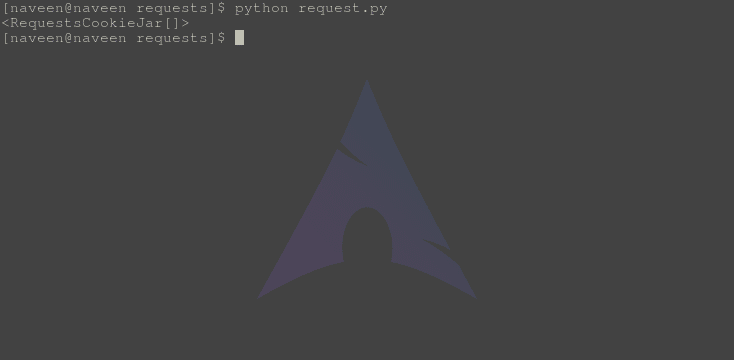 [naveen@naveen requests]$ python request.py
<RequestsCookieJar[]>
[naveen@naveen requests]$